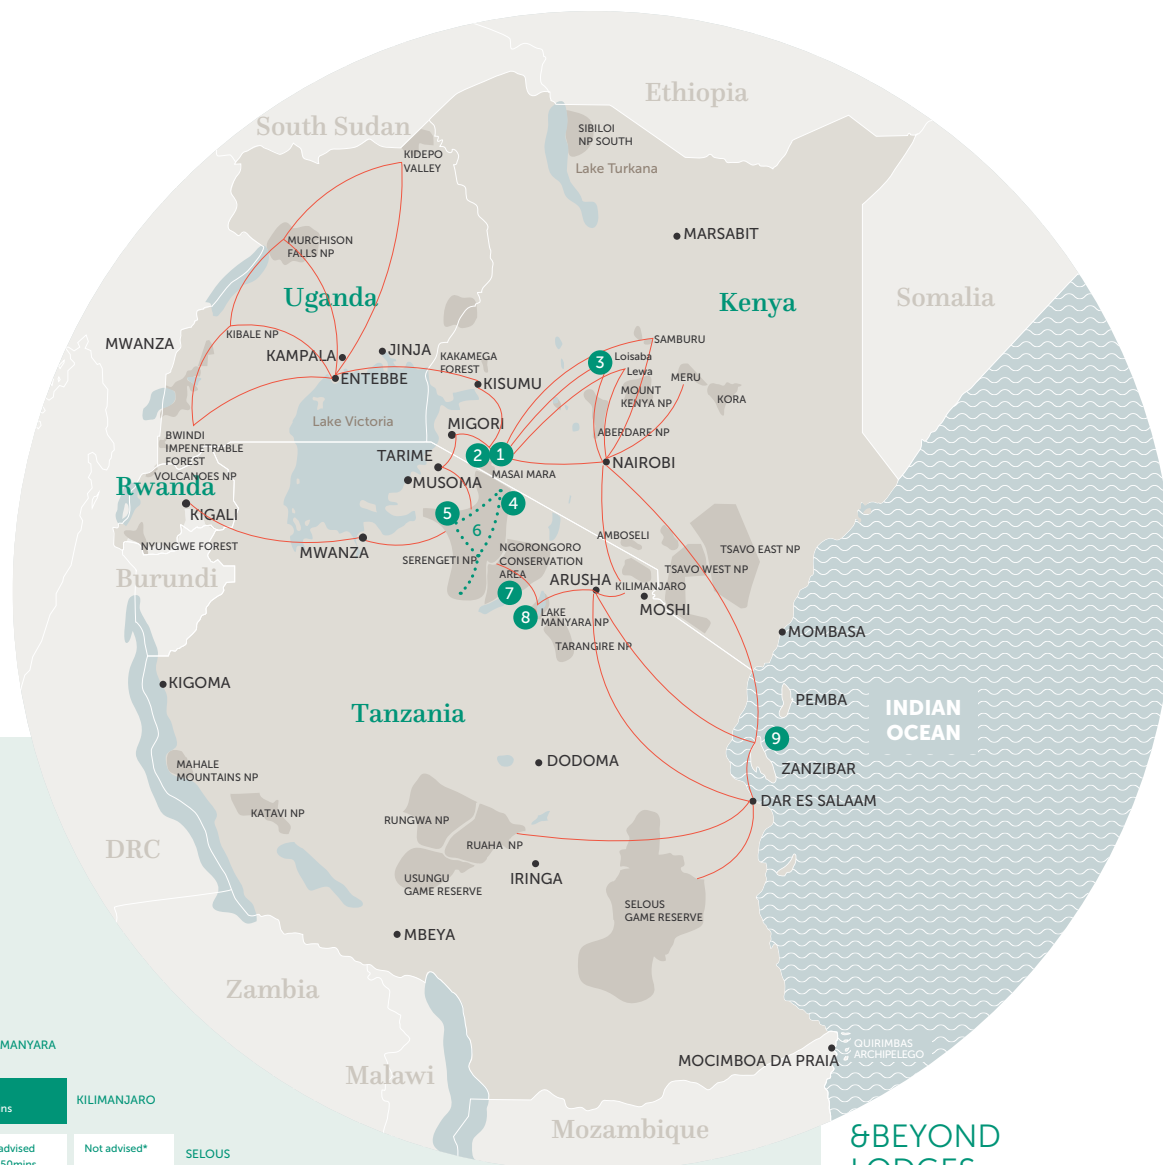 Ethiopia
South Sudan
SIBILOI
NP SOUTH
KIDEPO
VALLEY
Lake Turkana
MARSABIT
MURCHISON
FALLS NP
Uganda
Kenya
Somalia
KIBALE NP
MWANZA
KAMPALA
JINJA
SAMBURU
3
Loisaba
Lewa
KAKAMEGA
FOREST
ENTEBBE
KISUMU
MERU
MOUNT
KENYA NP
KORA
Lake Victoria
MIGORI
ABERDARE NP
BWINDI
IMPENETRABLE
FOREST
TARIME
2
1
NAIROBI
VOLCANOES NP
MASAI MARA
Rwanda
MUSOMA
KIGALI
5
4
6
NYUNGWE FOREST
MWANZA
AMBOSELI
TSAVO EAST NP
SERENGETI NP
NGORONGORO
CONSERVATION
AREA
TSAVO WEST NP
Burundi
ARUSHA
KILIMANJARO
7
MOSHI
8
LAKE
MANYARA NP
MOMBASA
TARANGIRE NP
KIGOMA
PEMBA
Tanzania
INDIAN
OCEAN
9
DODOMA
ZANZIBAR
MAHALE
MOUNTAINS NP
DAR ES SALAAM
KATAVI NP
RUNGWA NP
RUAHA NP
DRC
USUNGU
GAME RESERVE
IRINGA
SELOUS
GAME RESERVE
MBEYA
Zambia
MANYARA
QUIRIMBAS
ARCHIPELEGO
MOCIMBOA DA PRAIA
Malawi
KILIMANJARO
ns
Mozambique
&BEYOND
LODGES
advised
50mins
Not advised*
SELOUS